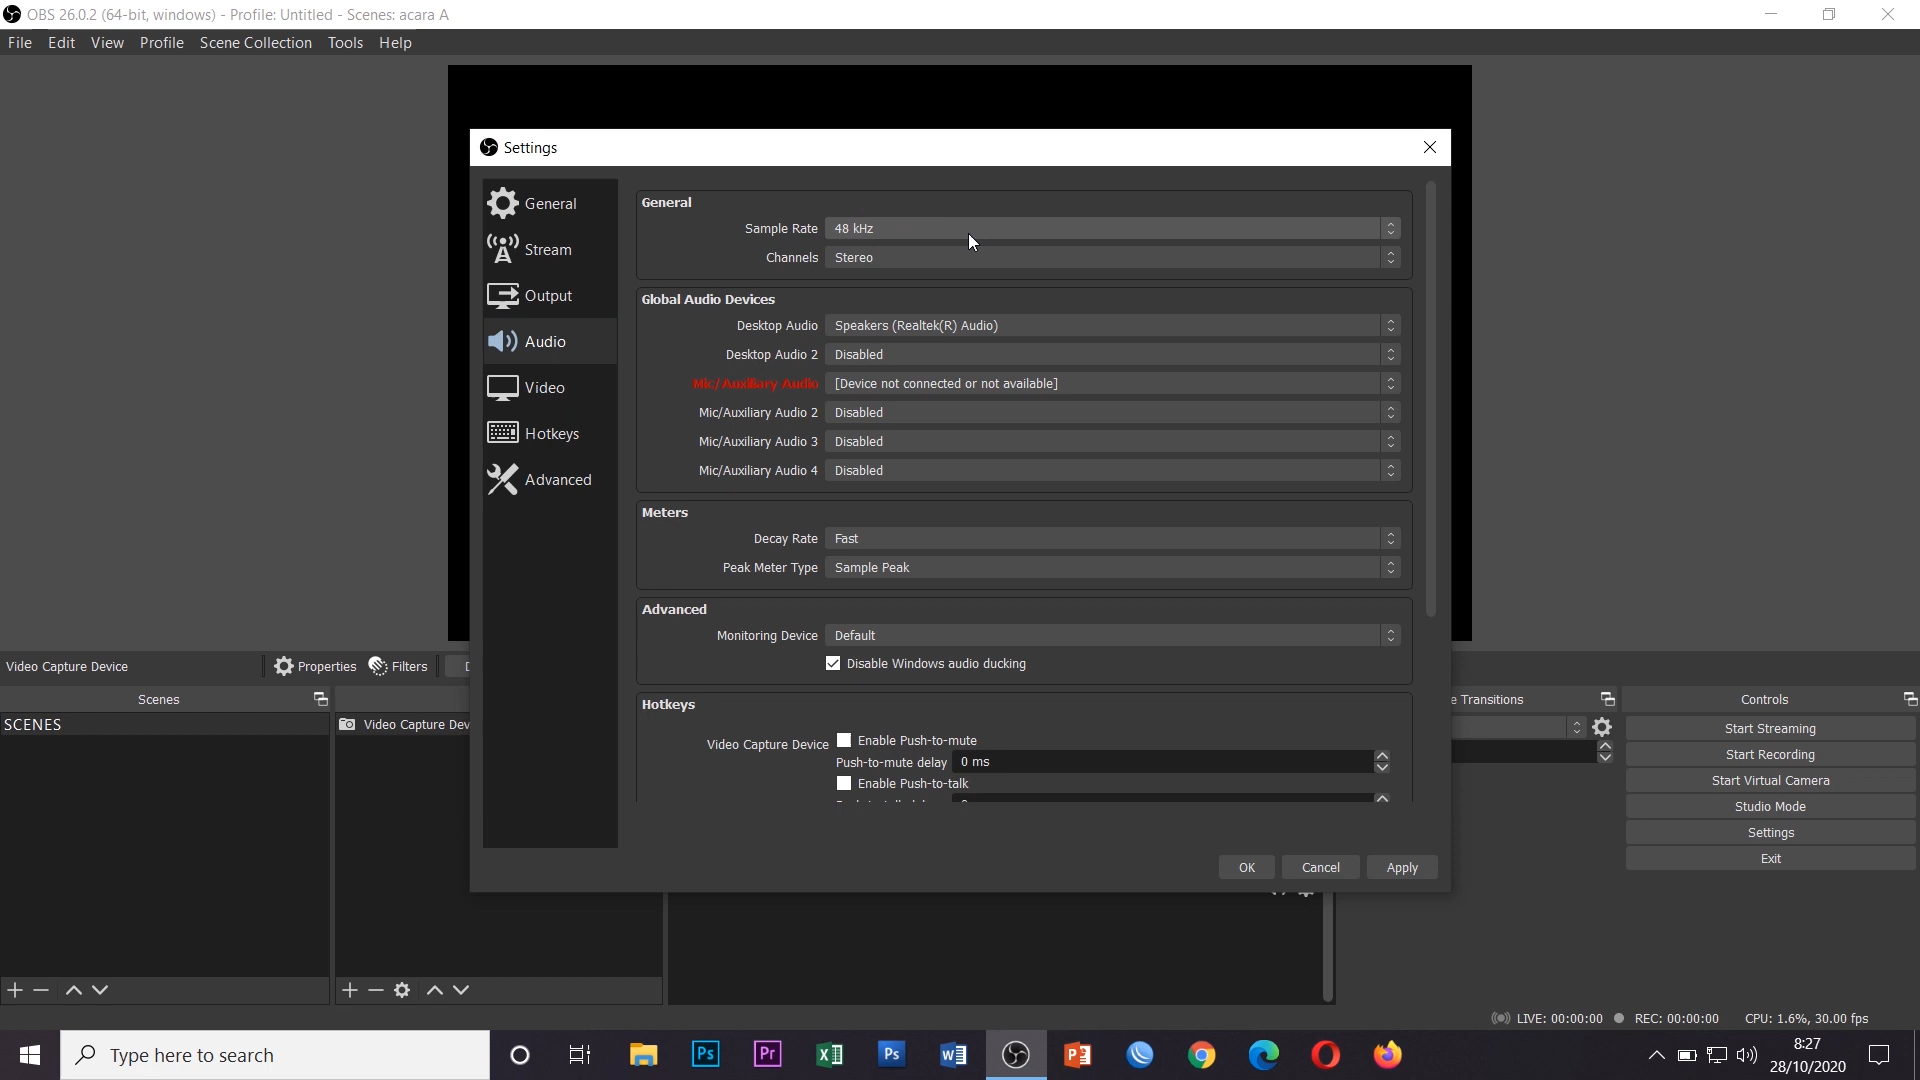 OBS 26.0.2 (64-bit, windows) - Profile: Untitled - Scenes: acara A
File Edit View Profile Scene Collection Tools Help
Settings
General
Stream
Output
Audio
Video
Hotkeys
Advanced
General
Sample Rate 48 kHz
Channels Stereo
Global Audio Devices
Desktop Audio Speakers (Realtek(R) Audio)
Desktop Audio 2 Disabled
Mic/Auxiliary Audio [Device not connected or not available]
Mic/Auxiliary Audio 2 Disabled
Mic/Auxiliary Audio 3 Disabled
Mic/Auxiliary Audio 4 Disabled
Meters
Decay Rate Fast
Peak Meter Type Sample Peak
Advanced
Monitoring Device Default
Disable Windows audio ducking
Hotkeys
Video Capture Device Enable Push-to-mute
Push-to-mute delay 0 ms
Enable Push-to-talk
OK Cancel Apply
Video Capture Device Properties Filters
Scenes
SCENES
Video Capture Dev
e Transitions
Controls
Start Streaming
Start Recording
Start Virtual Camera
Studio Mode
Settings
Exit
LIVE: 00:00:00 REC: 00:00:00 CPU: 1.6%, 30.00 fps
Type here to search
Ps
Pr
Ps
8:27
28/10/2020